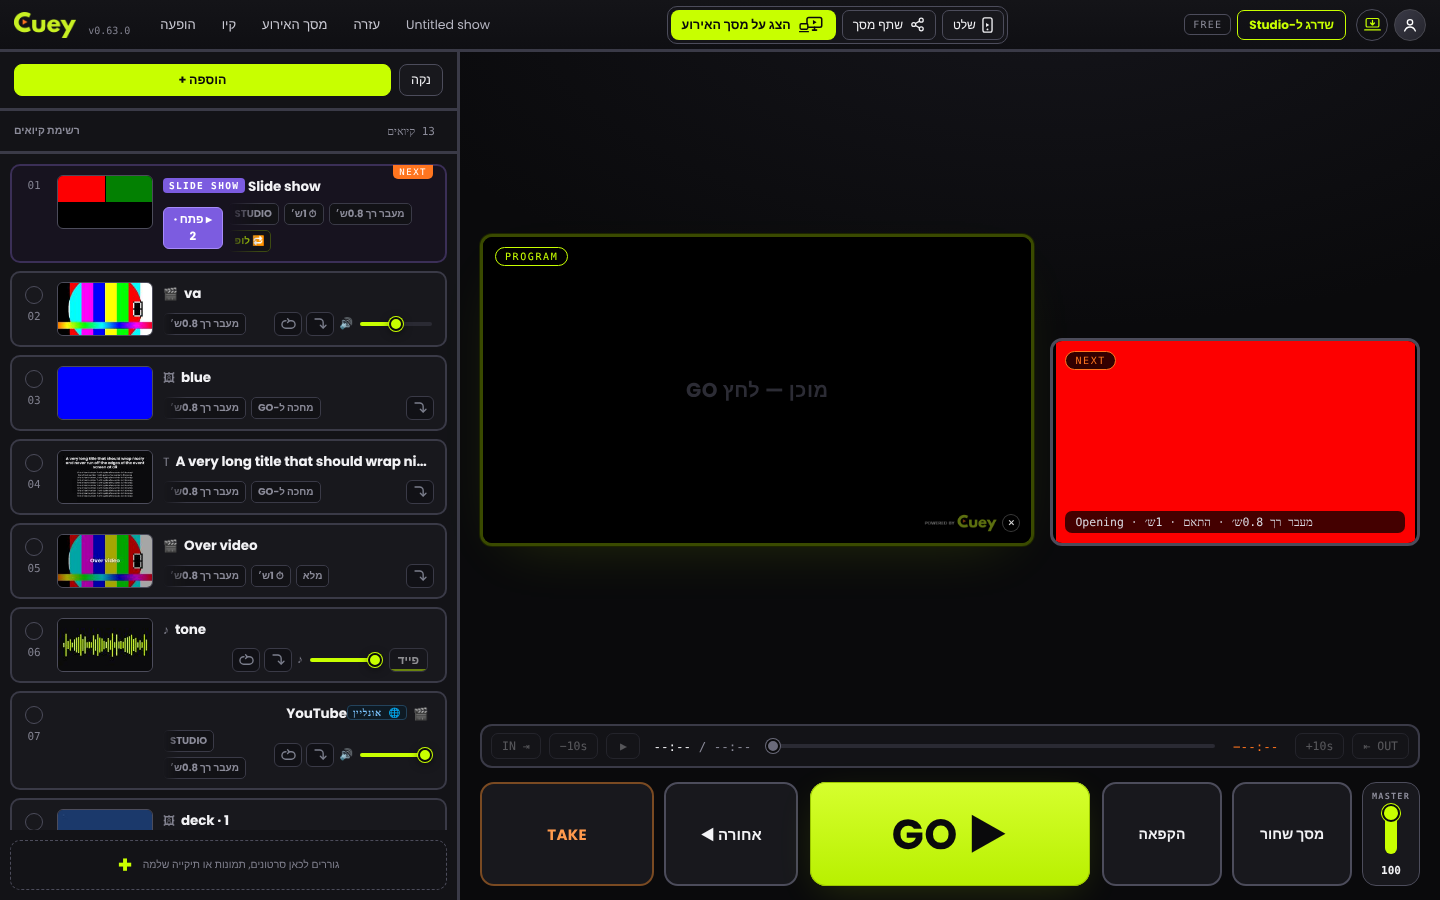 Cuey v0.63.0 הופעה קיו מסך האירוע עזרה Untitled show
הצג על מסך האירוע שתף מסך שלט
FREE שדרג ל-Studio
הוספה +
נקה
רשימת קיואים
13 קיואים
NEXT
01 SLIDE SHOW Slide show
▸ פתח · 2
STUDIO ⏱ 1ש׳ מעבר רך 0.8ש׳
לופ
02 va
מעבר רך 0.8ש׳
03 blue
מעבר רך 0.8ש׳ מחכה ל-GO
04 T A very long title that should wrap ni…
מעבר רך 0.8ש׳ מחכה ל-GO
05 Over video
מעבר רך 0.8ש׳ ⏱ 1ש׳ מלא
06 ♪ tone
♪ פייד
07 YouTube אונליין
STUDIO
מעבר רך 0.8ש׳
deck · 1
גוררים לכאן סרטונים, תמונות או תיקייה שלמה
PROGRAM
מוכן — לחץ GO
POWERED BY Cuey ×
NEXT
Opening · מעבר רך 0.8ש׳ · התאם · 1ש׳
IN ⇥ −10s ▶ --:-- / --:-- −--:-- +10s ⇤ OUT
TAKE
◀ אחורה
GO ▶
הקפאה
מסך שחור
MASTER
100